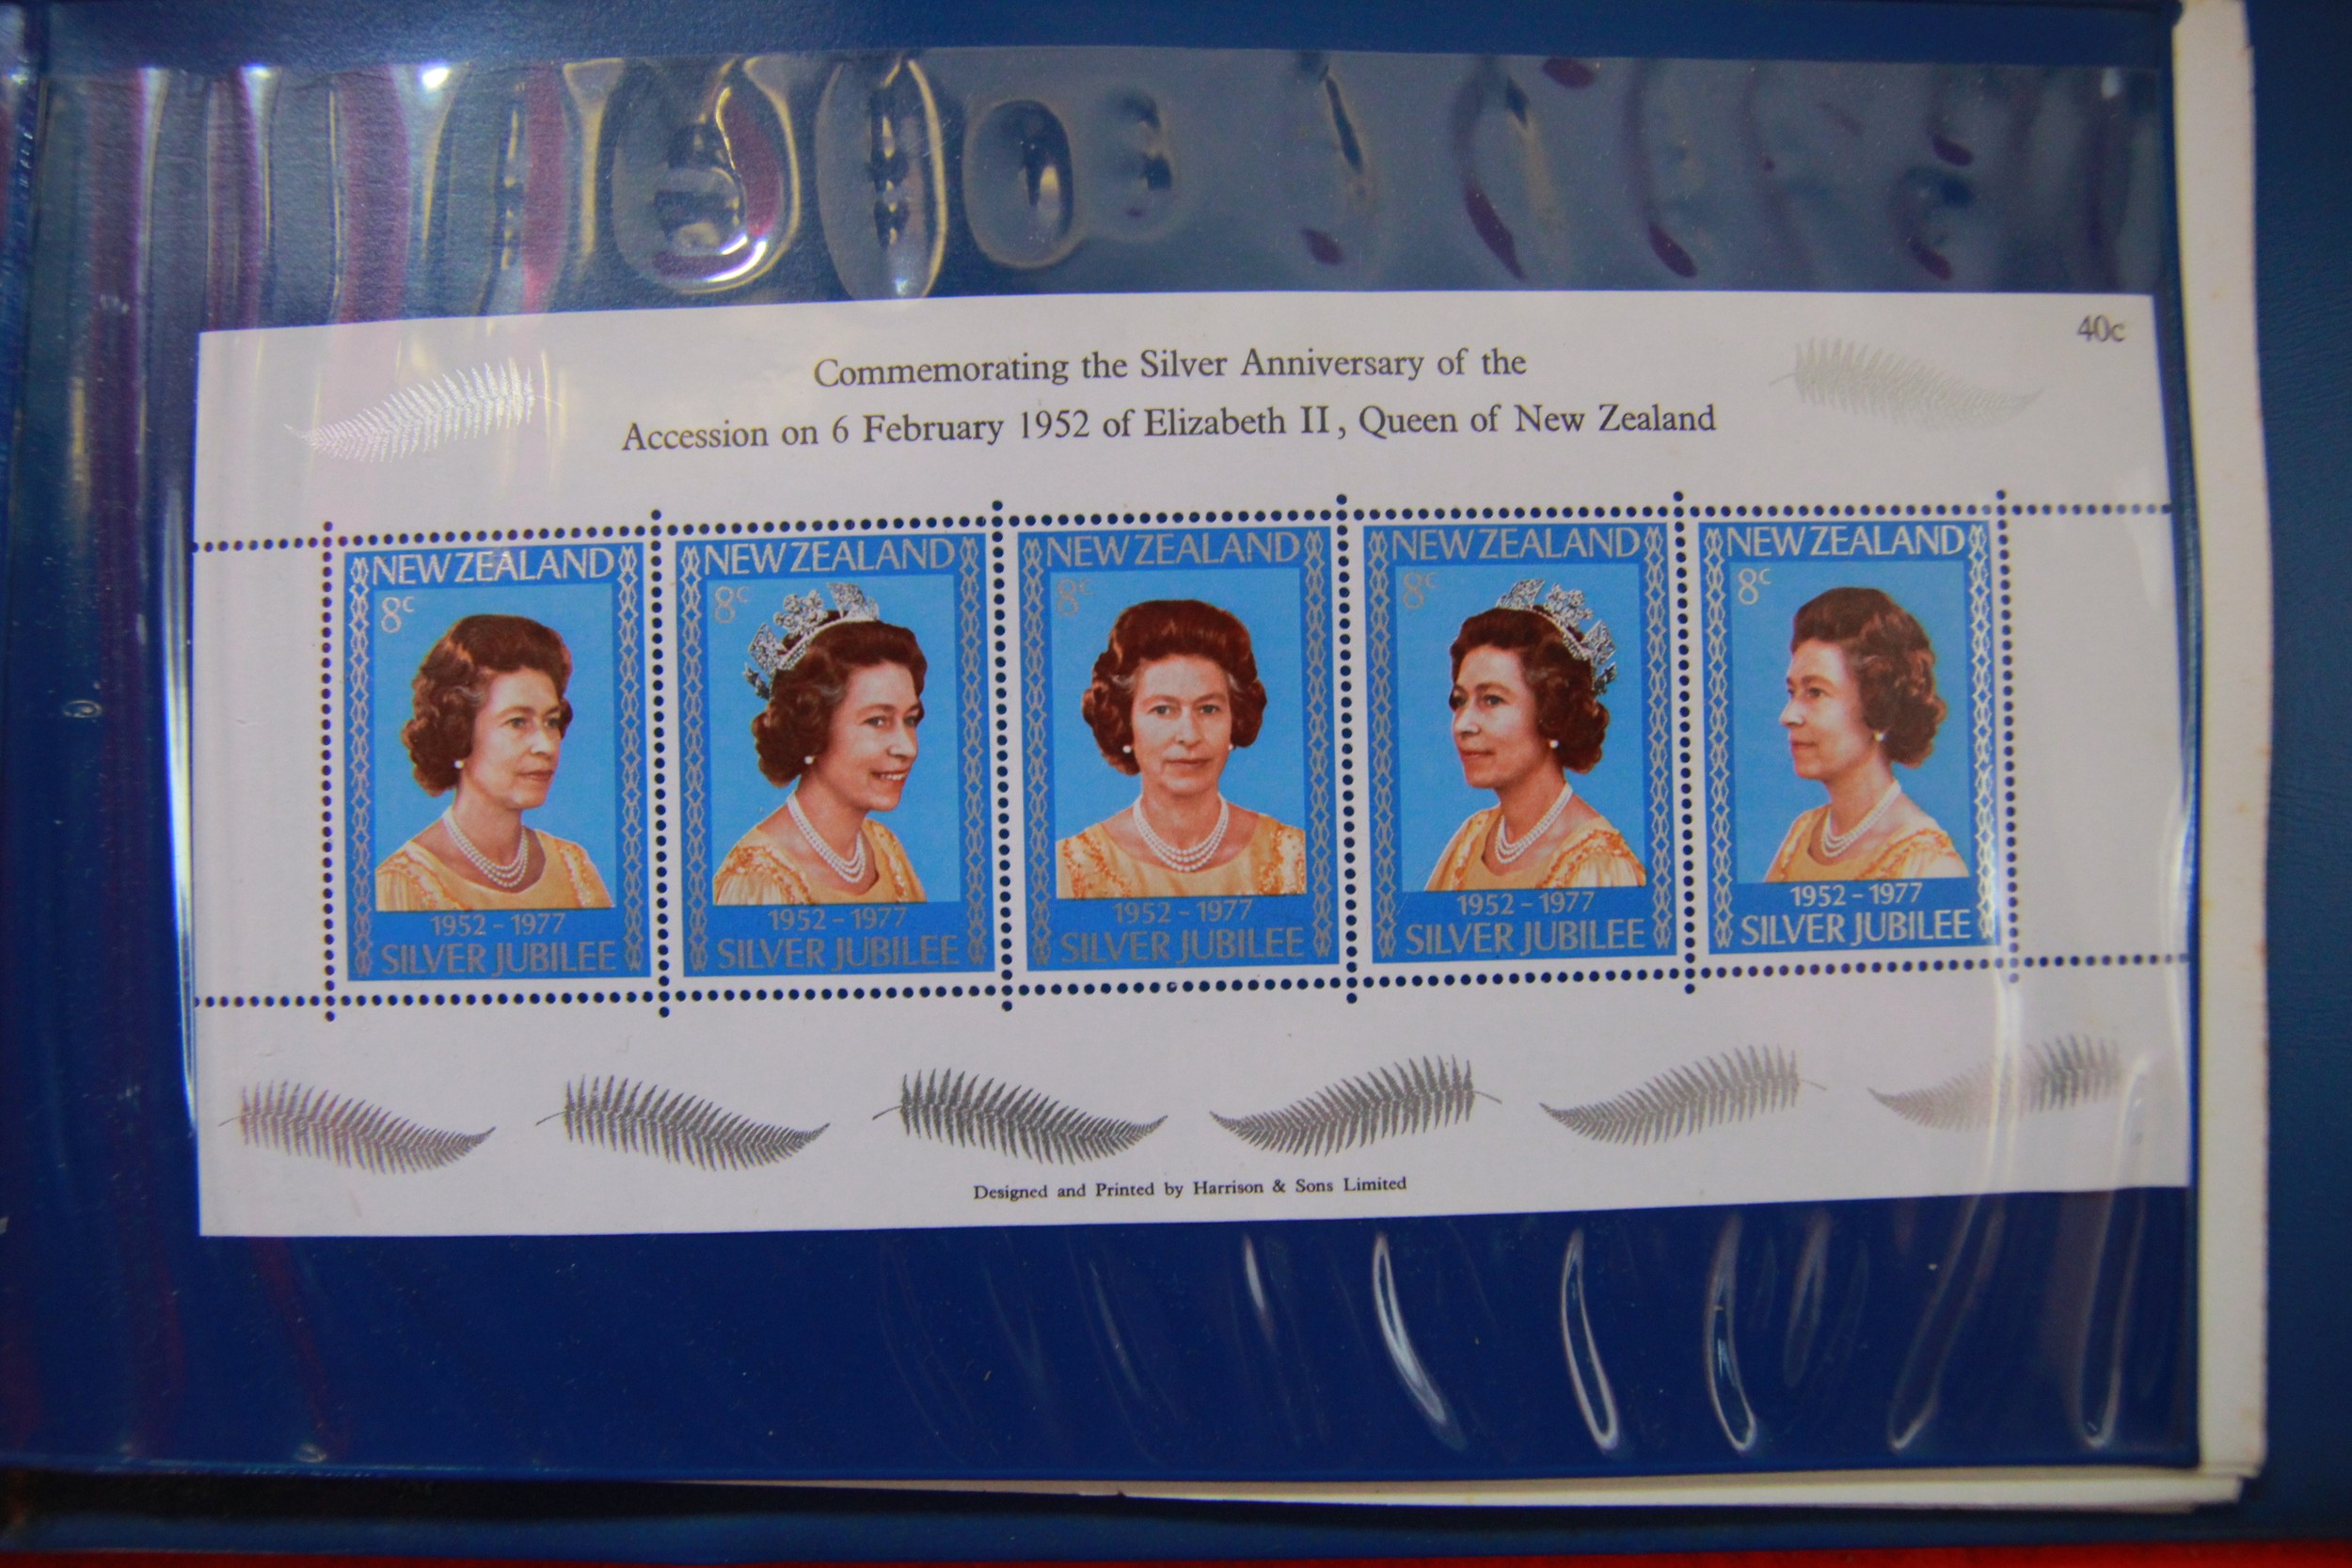 40c
Commemorating the Silver Anniversary of the
Accession on 6 February 1952 of Elizabeth II, Queen of New Zealand
NEW ZEALAND
8c
1952 - 1977
SILVER JUBILEE
NEW ZEALAND
8c
1952 - 1977
SILVER JUBILEE
NEW ZEALAND
8c
1952 - 1977
SILVER JUBILEE
NEW ZEALAND
8c
1952 - 1977
SILVER JUBILEE
NEW ZEALAND
8c
1952 - 1977
SILVER JUBILEE
Designed and Printed by Harrison & Sons Limited